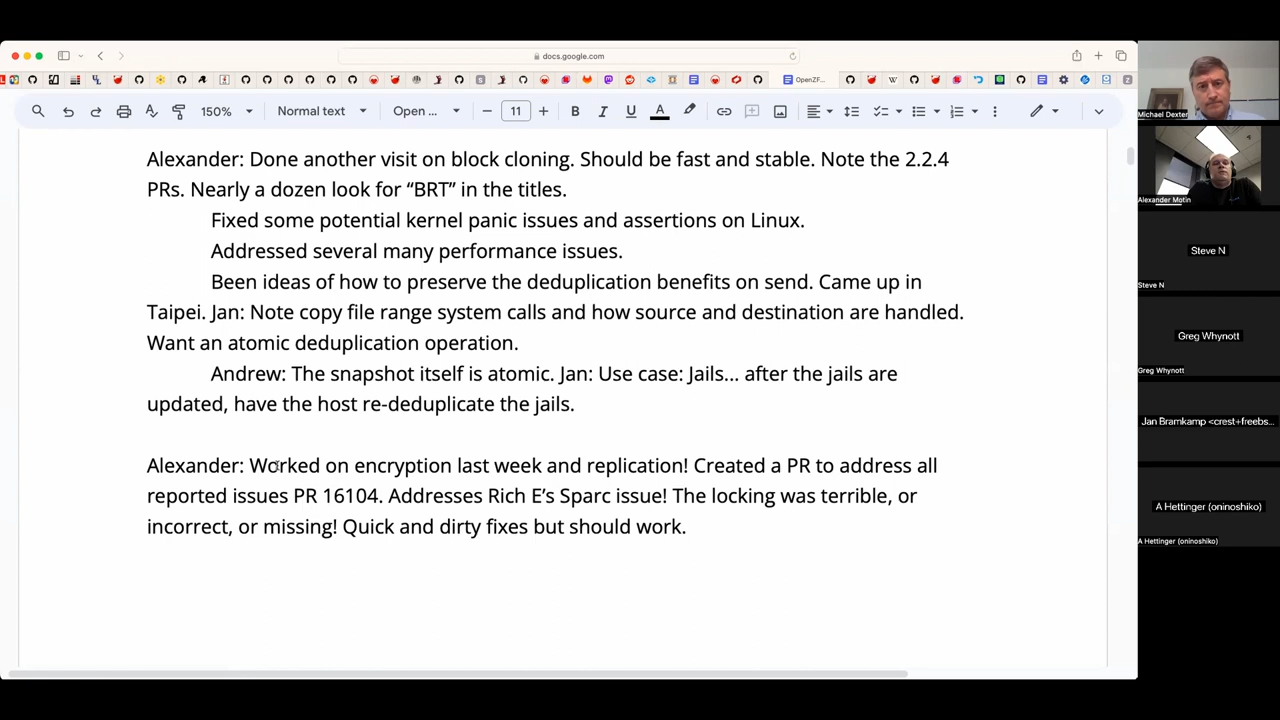 docs.google.com
OpenZF...
150%
Normal text
Open ...
11
Alexander: Done another visit on block cloning. Should be fast and stable. Note the 2.2.4
PRs. Nearly a dozen look for “BRT” in the titles.
Fixed some potential kernel panic issues and assertions on Linux.
Addressed several many performance issues.
Been ideas of how to preserve the deduplication benefits on send. Came up in
Taipei. Jan: Note copy file range system calls and how source and destination are handled.
Want an atomic deduplication operation.
Andrew: The snapshot itself is atomic. Jan: Use case: Jails... after the jails are
updated, have the host re-deduplicate the jails.
Alexander: Worked on encryption last week and replication! Created a PR to address all
reported issues PR 16104. Addresses Rich E’s Sparc issue! The locking was terrible, or
incorrect, or missing! Quick and dirty fixes but should work.
Michael Dexter
Alexander Motin
Steve N
Steve N
Greg Whynott
Greg Whynott
Jan Bramkamp <crest+freebs...
A Hettinger (oninoshiko)
A Hettinger (oninoshiko)